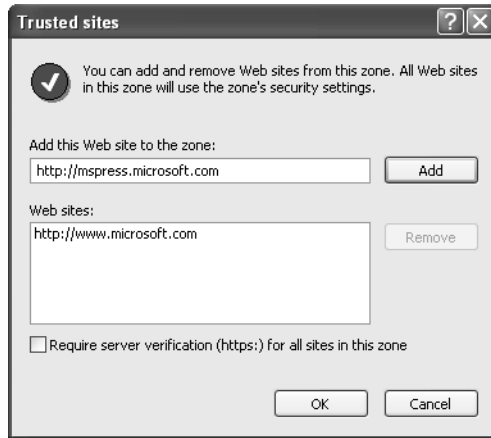 Trusted sites
You can add and remove Web sites from this zone. All Web sites
in this zone will use the zone's security settings.
Add this Web site to the zone:
http://mspress.microsoft.com
Add
Web sites:
http://www.microsoft.com
Remove
Require server verification (https:) for all sites in this zone
OK
Cancel